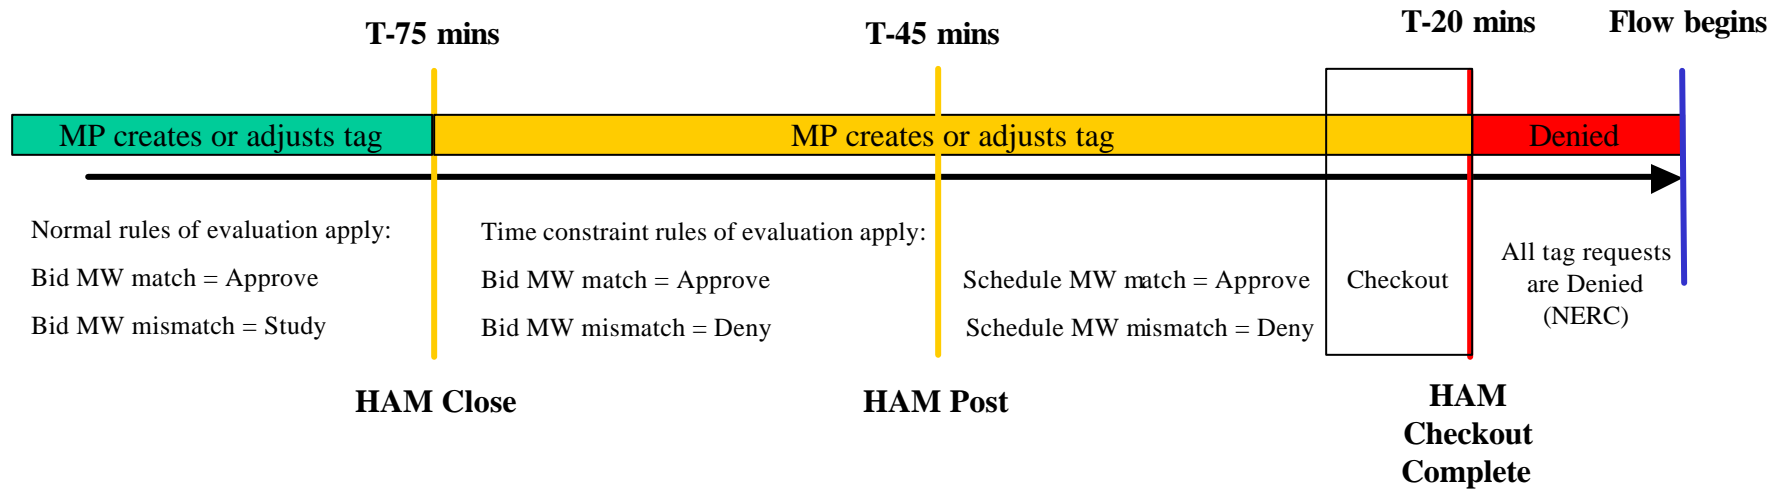 T-75 mins
T-45 mins
T-20 mins
Flow begins
MP creates or adjusts tag
MP creates or adjusts tag
Denied
Normal rules of evaluation apply:
Bid MW match = Approve
Bid MW mismatch = Study
Time constraint rules of evaluation apply:
Bid MW match = Approve
Bid MW mismatch = Deny
Schedule MW match = Approve
Schedule MW mismatch = Deny
Checkout
All tag requests
are Denied
(NERC)
HAM Close
HAM Post
HAM
Checkout
Complete